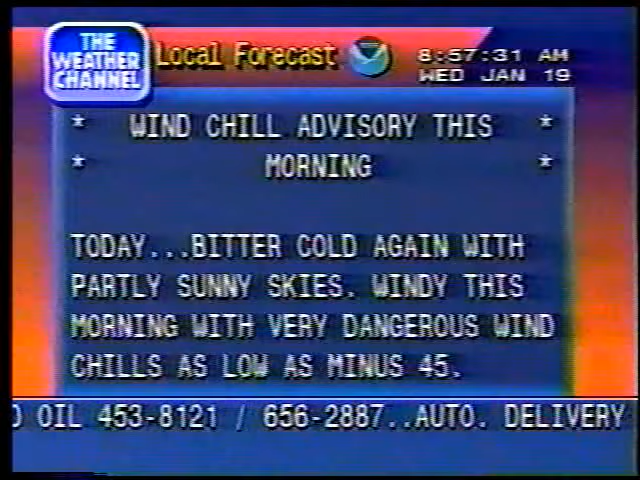 THE
WEATHER
CHANNEL
Local Forecast
8:57:31 AM
WED JAN 19
* WIND CHILL ADVISORY THIS *
* MORNING *
TODAY...BITTER COLD AGAIN WITH
PARTLY SUNNY SKIES. WINDY THIS
MORNING WITH VERY DANGEROUS WIND
CHILLS AS LOW AS MINUS 45.
OIL 453-8121 / 656-2887..AUTO. DELIVERY